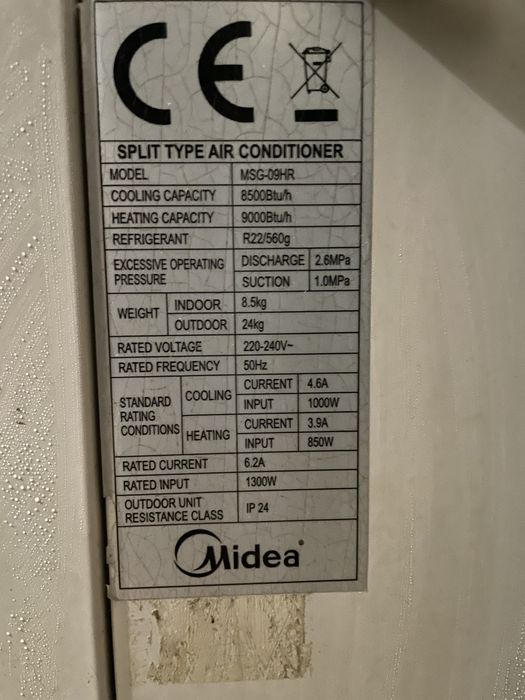 CE
SPLIT TYPE AIR CONDITIONER
MODEL MSG-09HR
COOLING CAPACITY 8500Btu/h
HEATING CAPACITY 9000Btu/h
REFRIGERANT R22/560g
EXCESSIVE OPERATING PRESSURE DISCHARGE 2.6MPa
SUCTION 1.0MPa
WEIGHT INDOOR 8.5kg
OUTDOOR 24kg
RATED VOLTAGE 220-240V~
RATED FREQUENCY 50Hz
STANDARD RATING CONDITIONS COOLING CURRENT 4.6A
INPUT 1000W
HEATING CURRENT 3.9A
INPUT 850W
RATED CURRENT 6.2A
RATED INPUT 1300W
OUTDOOR UNIT RESISTANCE CLASS IP 24
Midea